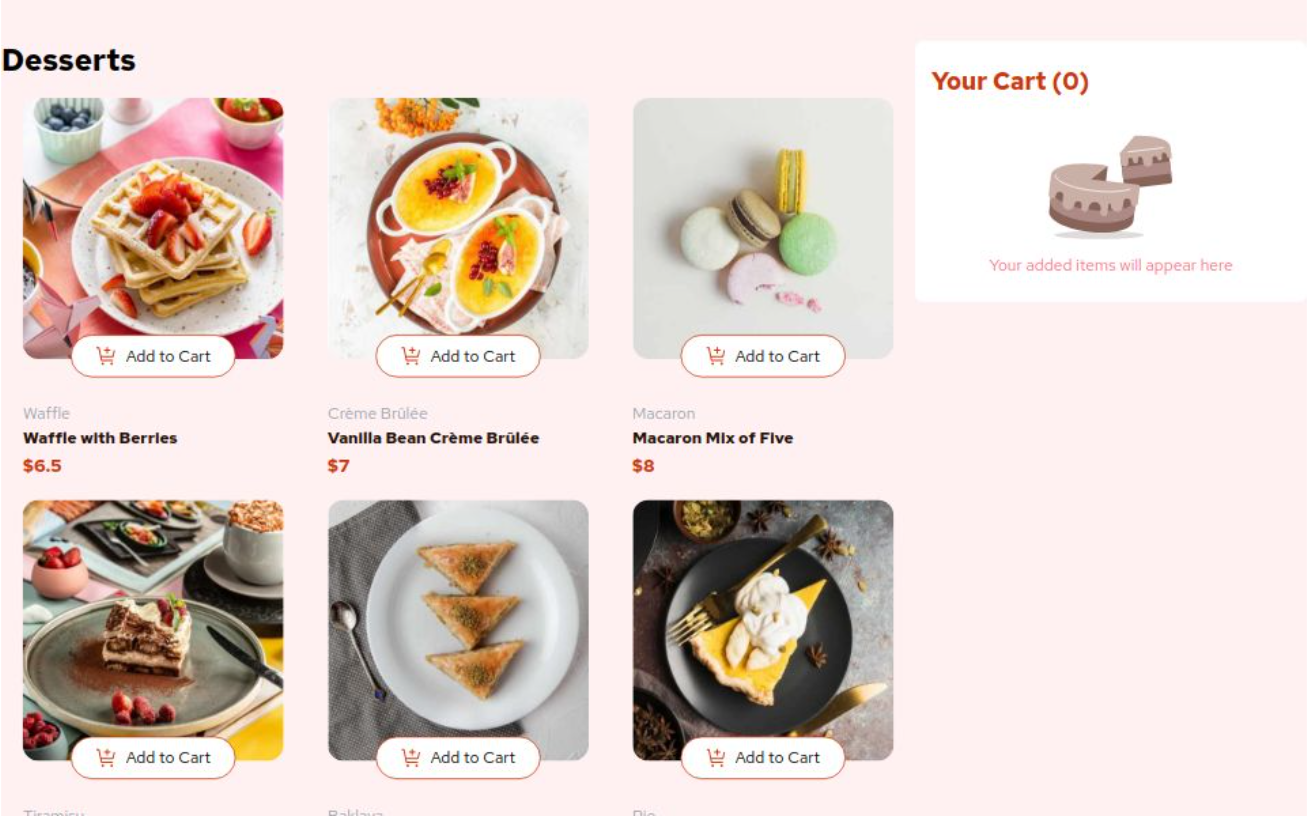 Desserts
Your Cart (0)
Your added items will appear here
Add to Cart
Add to Cart
Add to Cart
Waffle
Crème Brûlée
Macaron
Waffle with Berries
Vanilla Bean Crème Brûlée
Macaron Mix of Five
$6.5
$7
$8
Add to Cart
Add to Cart
Add to Cart
Tiramisu
Baklava
Pie